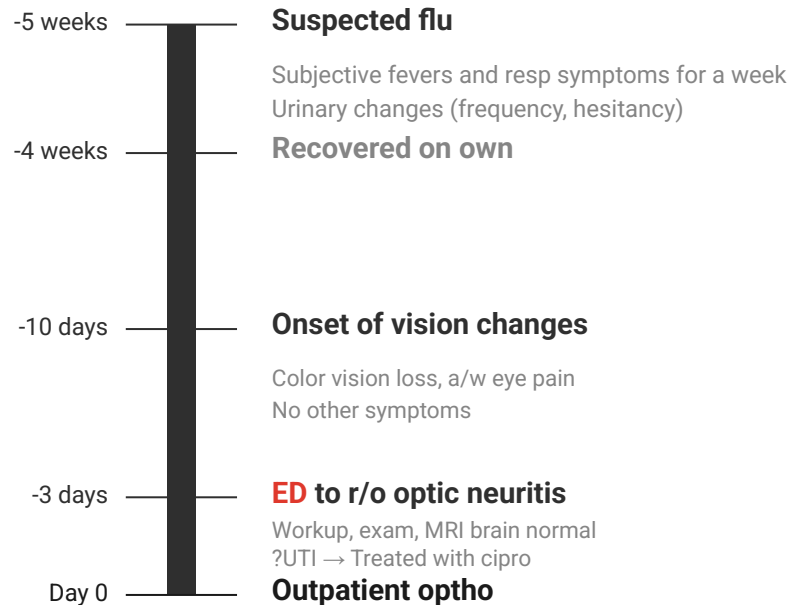 -5 weeks Suspected flu
Subjective fevers and resp symptoms for a week
Urinary changes (frequency, hesitancy)
-4 weeks Recovered on own
-10 days Onset of vision changes
Color vision loss, a/w eye pain
No other symptoms
-3 days ED to r/o optic neuritis
Workup, exam, MRI brain normal
?UTI → Treated with cipro
Day 0 Outpatient optho